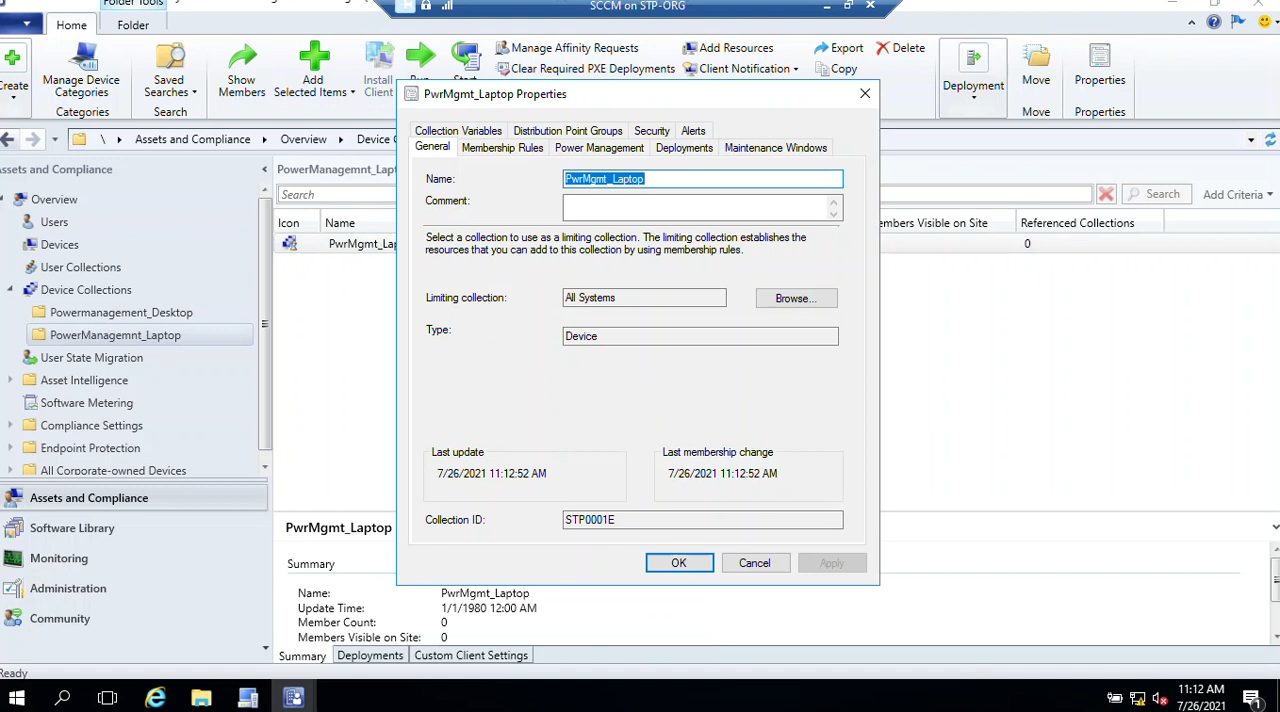 Folder Tools
SCCM on STP-ORG
Home
Folder
Create
Manage Device
Categories
Categories
Saved
Searches
Search
Show
Members
Add
Selected Items
Install
Client
Manage Affinity Requests
Clear Required PXE Deployments
Add Resources
Client Notification
Export
Copy
Delete
Deployment
Move
Move
Properties
Properties
\
Assets and Compliance
Overview
Assets and Compliance
<
Overview
Users
Devices
User Collections
Device Collections
Powermanagement_Desktop
PowerManagemnt_Laptop
User State Migration
Asset Intelligence
Software Metering
Compliance Settings
Endpoint Protection
All Corporate-owned Devices
Assets and Compliance
Software Library
Monitoring
Administration
Community
Search
Search
Add Criteria
Icon
Name
Members Visible on Site
Referenced Collections
0
PwrMgmt_Laptop Properties
Collection Variables
Distribution Point Groups
Security
Alerts
General
Membership Rules
Power Management
Deployments
Maintenance Windows
Name:
PwrMgmt_Laptop
Comment:
Select a collection to use as a limiting collection. The limiting collection establishes the
resources that you can add to this collection by using membership rules.
Limiting collection:
All Systems
Browse...
Type:
Device
Last update
7/26/2021 11:12:52 AM
Last membership change
7/26/2021 11:12:52 AM
Collection ID:
STP0001E
OK
Cancel
Apply
PwrMgmt_Laptop
Summary
Name:
PwrMgmt_Laptop
Update Time:
1/1/1980 12:00 AM
Member Count:
0
Members Visible on Site:
0
Summary
Deployments
Custom Client Settings
Ready
11:12 AM
7/26/2021
1